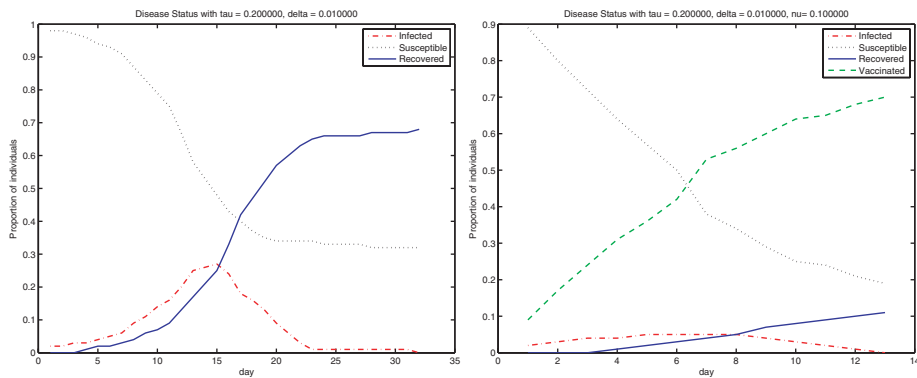 Disease Status with tau = 0.200000, delta = 0.010000
1
0.9
0.8
0.7
0.6
0.5
0.4
0.3
0.2
0.1
0
Proportion of individuals
0 5 10 15 20 25 30 35
day
Infected
Susceptible
Recovered
Disease Status with tau = 0.200000, delta = 0.010000, nu= 0.100000
0.9
0.8
0.7
0.6
0.5
0.4
0.3
0.2
0.1
0
Proportion of individuals
0 2 4 6 8 10 12 14
day
Infected
Susceptible
Recovered
Vaccinated